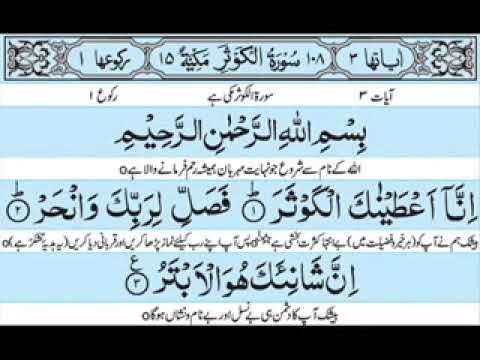 اٰیاتها ٣ ١٠٨ سُوْرَةُ الْكَوْثَرِ مَكِّيَّةٌ ١٥ رکوعها ١
آیات ٣ سورۃ الکوثر مکی ہے رکوع ١
بِسْمِ اللّٰهِ الرَّحْمٰنِ الرَّحِيْمِ
اللہ کے نام سے شروع جو نہایت مہربان ہمیشہ رحم فرمانے والا ہے o
اِنَّاۤ اَعْطَيْنٰكَ الْكَوْثَرَ ﴿١﴾ فَصَلِّ لِرَبِّكَ وَانْحَرْ ﴿٢﴾
بیشک ہم نے آپ کو (ہر خیر و فضیلت میں) بے انتہا کثرت بخشی ہے o پس آپ اپنے رب کیلئے نماز پڑھا کریں اور قربانی دیا کریں (یہ ہدیۂ تشکر ہے) o
اِنَّ شَانِئَكَ هُوَ الْاَبْتَرُ ﴿٣﴾ ع
بیشک آپ کا دشمن ہی بے نسل اور بے نام و نشاں ہوگا o